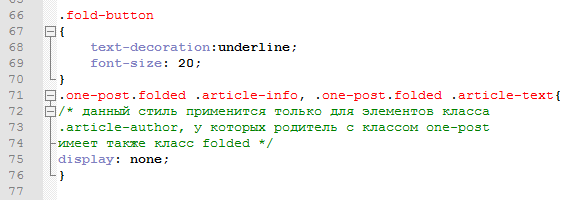 66 .fold-button
67 {
68 text-decoration:underline;
69 font-size: 20;
70 }
71 .one-post.folded .article-info, .one-post.folded .article-text{
72 /* данный стиль применится только для элементов класса
73 .article-author, у которых родитель с классом one-post
74 имеет также класс folded */
75 display: none;
76 }
77